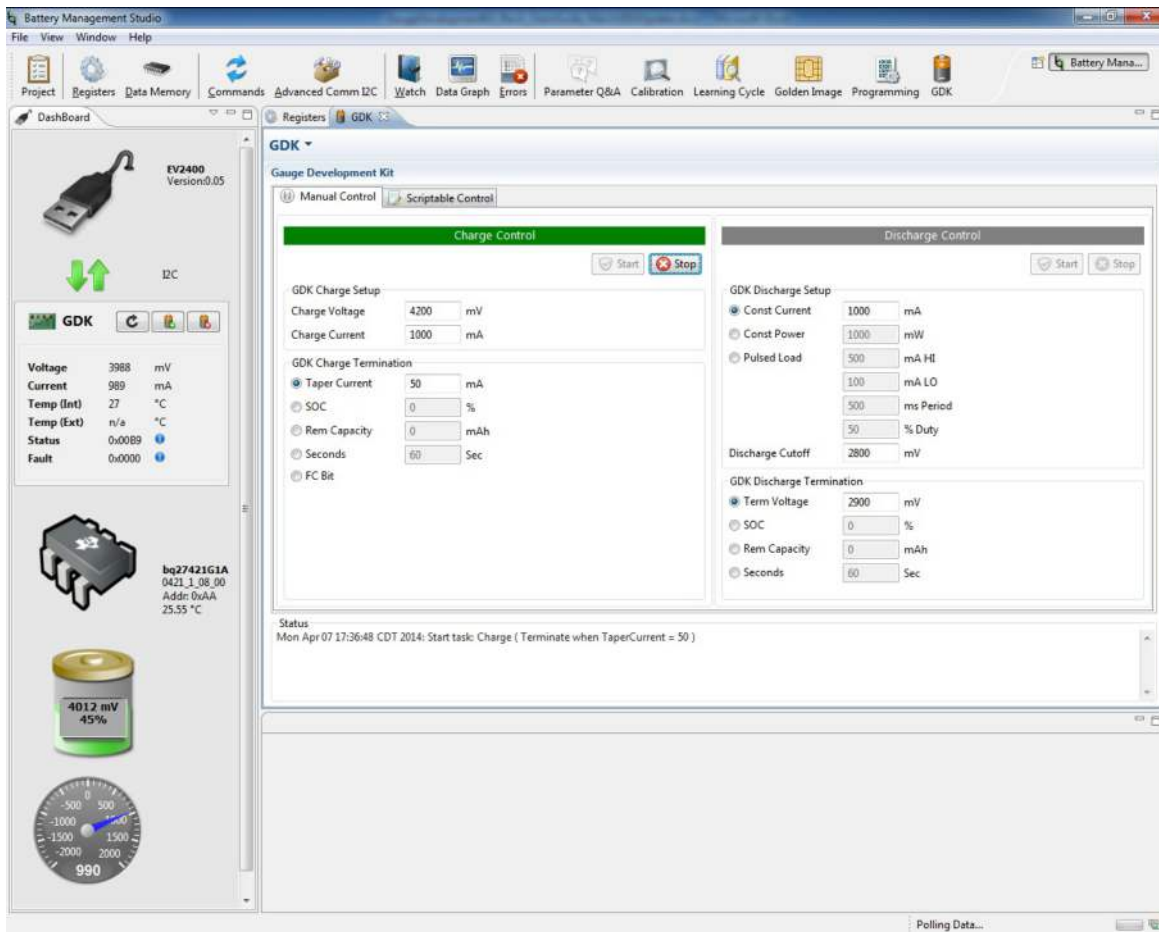 Battery Management Studio
File View Window Help
Project Registers Data Memory Commands Advanced Comm I2C Watch Data Graph Errors Parameter Q&A Calibration Learning Cycle Golden Image Programming GDK
Battery Mana...
DashBoard
Registers GDK
EV2400
Version:0.05
I2C
GDK
Voltage 3988 mV
Current 989 mA
Temp (Int) 27 °C
Temp (Ext) n/a °C
Status 0x00B9
Fault 0x0000
bq27421G1A
0421_1_08_00
Addr: 0xAA
25.55 °C
4012 mV
45%
0
-500 500
-1000 1000
-1500 1500
-2000 2000
990
GDK
Gauge Development Kit
Manual Control Scriptable Control
Charge Control
Start Stop
GDK Charge Setup
Charge Voltage 4200 mV
Charge Current 1000 mA
GDK Charge Termination
Taper Current 50 mA
SOC 0 %
Rem Capacity 0 mAh
Seconds 60 Sec
FC Bit
Discharge Control
Start Stop
GDK Discharge Setup
Const Current 1000 mA
Const Power 1000 mW
Pulsed Load 500 mA HI
100 mA LO
500 ms Period
50 % Duty
Discharge Cutoff 2800 mV
GDK Discharge Termination
Term Voltage 2900 mV
SOC 0 %
Rem Capacity 0 mAh
Seconds 60 Sec
Status
Mon Apr 07 17:36:48 CDT 2014: Start task: Charge ( Terminate when TaperCurrent = 50 )
Polling Data...